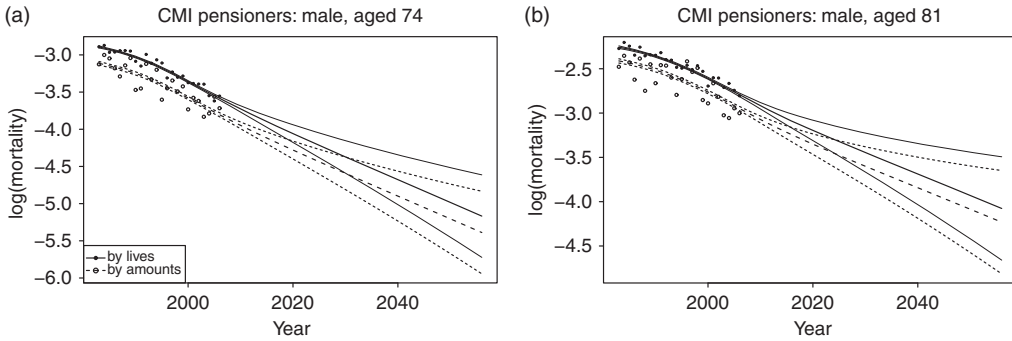 (a) CMI pensioners: male, aged 74
log(mortality)
−3.0
−3.5
−4.0
−4.5
−5.0
−5.5
−6.0
by lives
by amounts
2000 2020 2040
Year
(b) CMI pensioners: male, aged 81
log(mortality)
−2.5
−3.0
−3.5
−4.0
−4.5
2000 2020 2040
Year